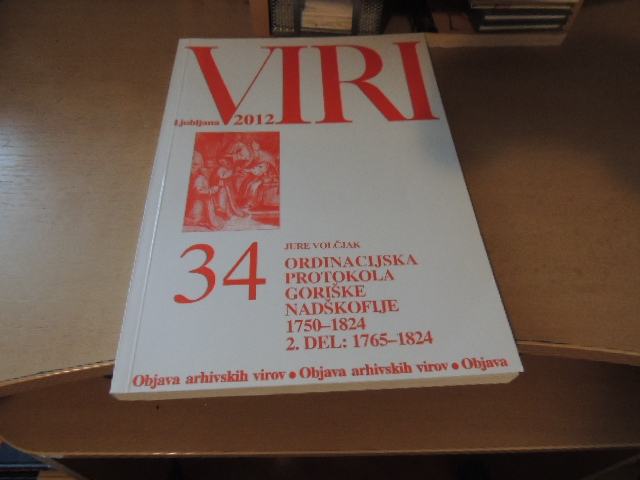 VIRI
Ljubljana 2012
34
JURE VOLČJAK
ORDINACIJSKA
PROTOKOLA
GORIŠKE
NADŠKOFIJE
1750–1824
2. DEL: 1765–1824
Objava arhivskih virov • Objava arhivskih virov • Objava